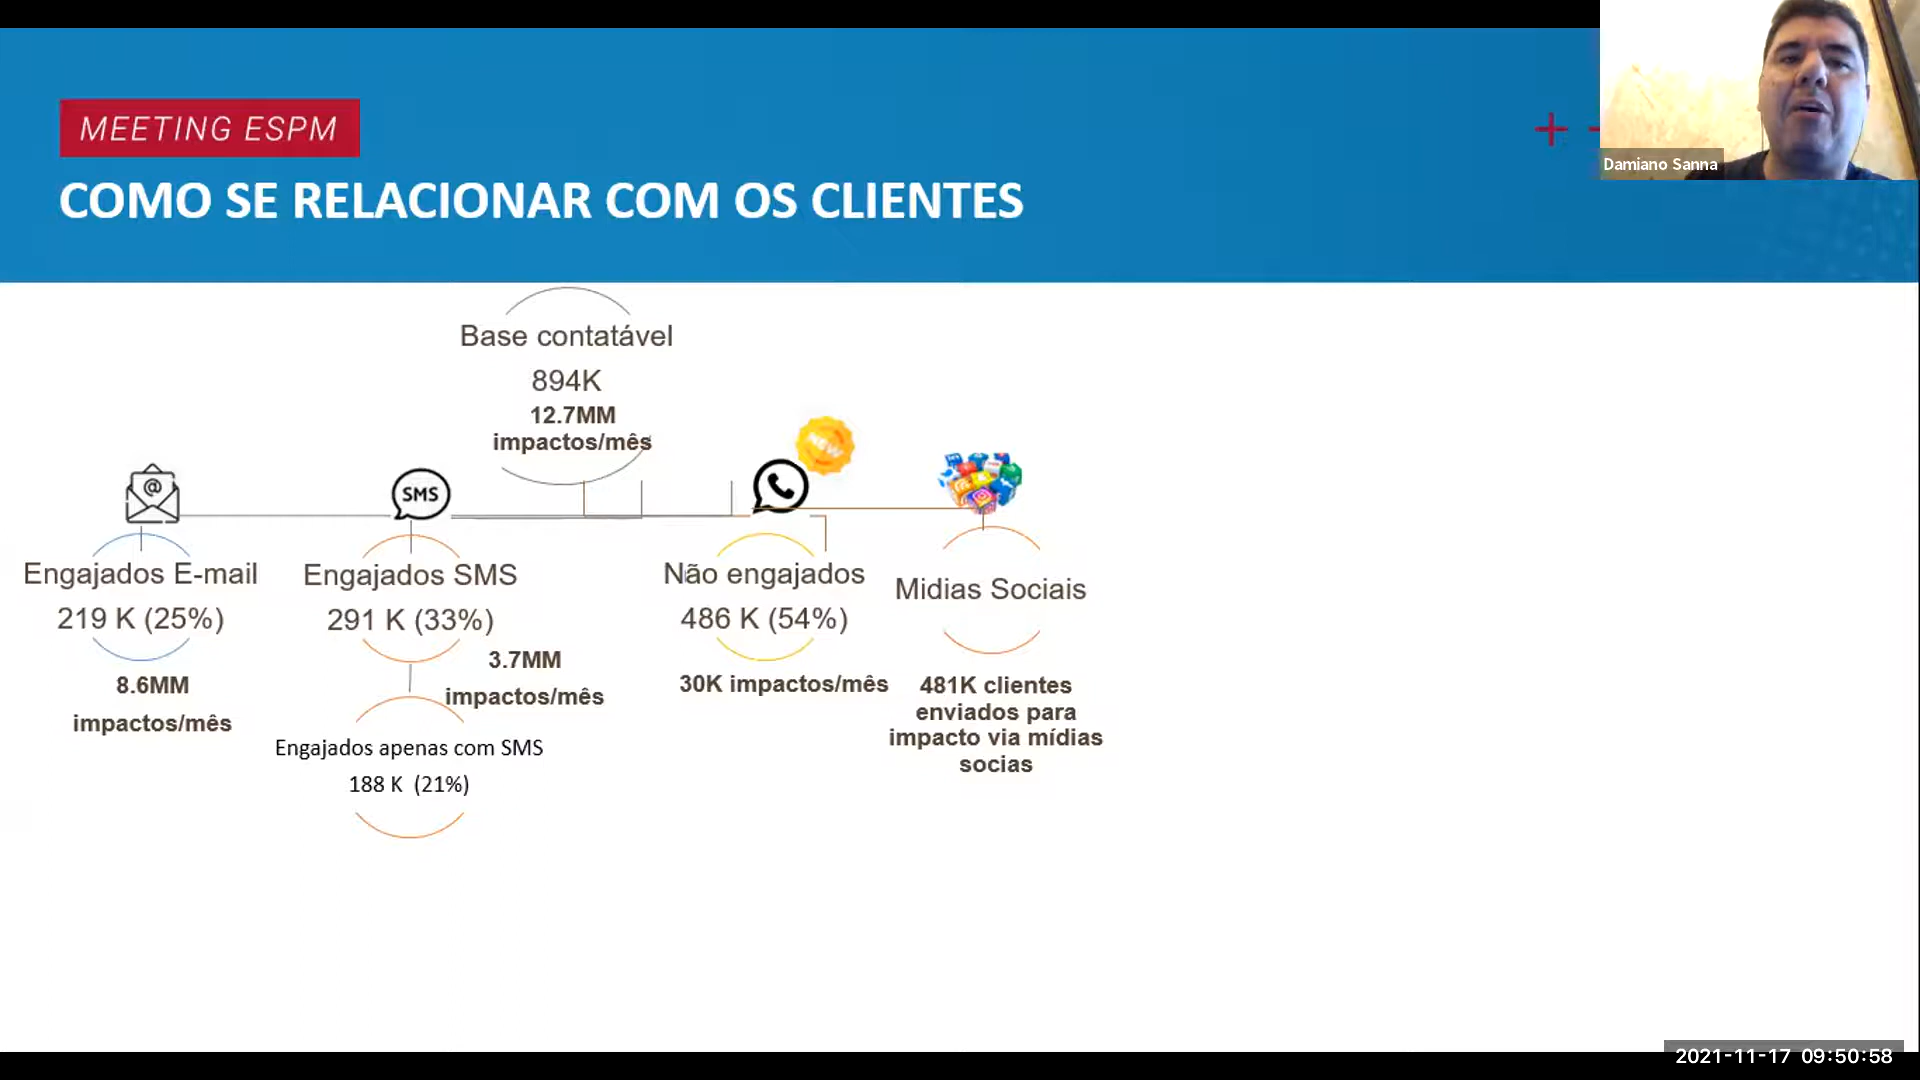 MEETING ESPM
COMO SE RELACIONAR COM OS CLIENTES
Damiano Sanna
Base contatável
894K
12.7MM
impactos/mês
NEW
@
SMS
Engajados E-mail
219 K (25%)
8.6MM
impactos/mês
Engajados SMS
291 K (33%)
3.7MM
impactos/mês
Engajados apenas com SMS
188 K (21%)
Não engajados
486 K (54%)
30K impactos/mês
Midias Sociais
481K clientes
enviados para
impacto via mídias
socias
2021-11-17 09:50:58